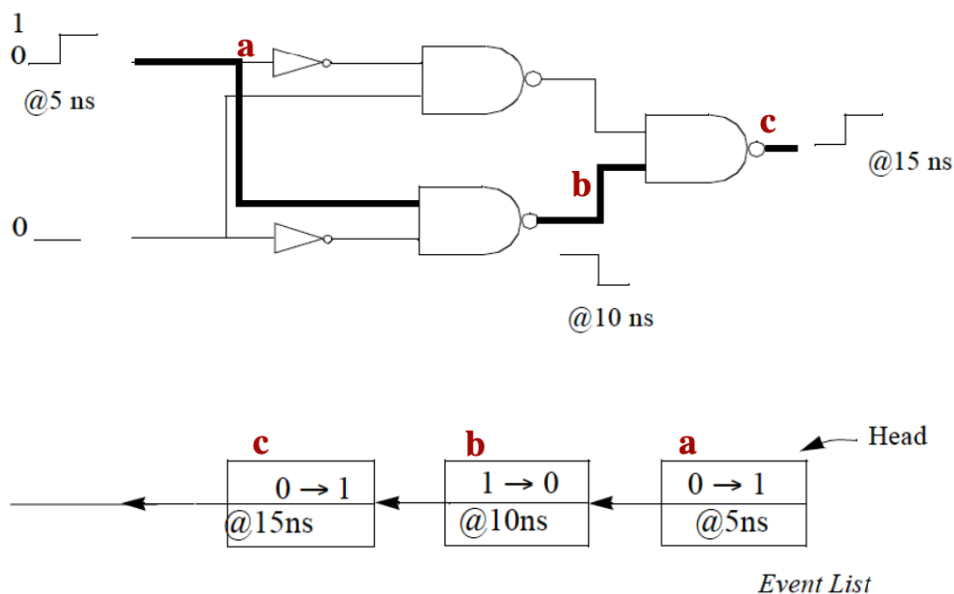 1
0
@5 ns
a
c
@15 ns
b
0
@10 ns
c
b
a
Head
0 → 1
1 → 0
0 → 1
@15ns
@10ns
@5ns
Event List